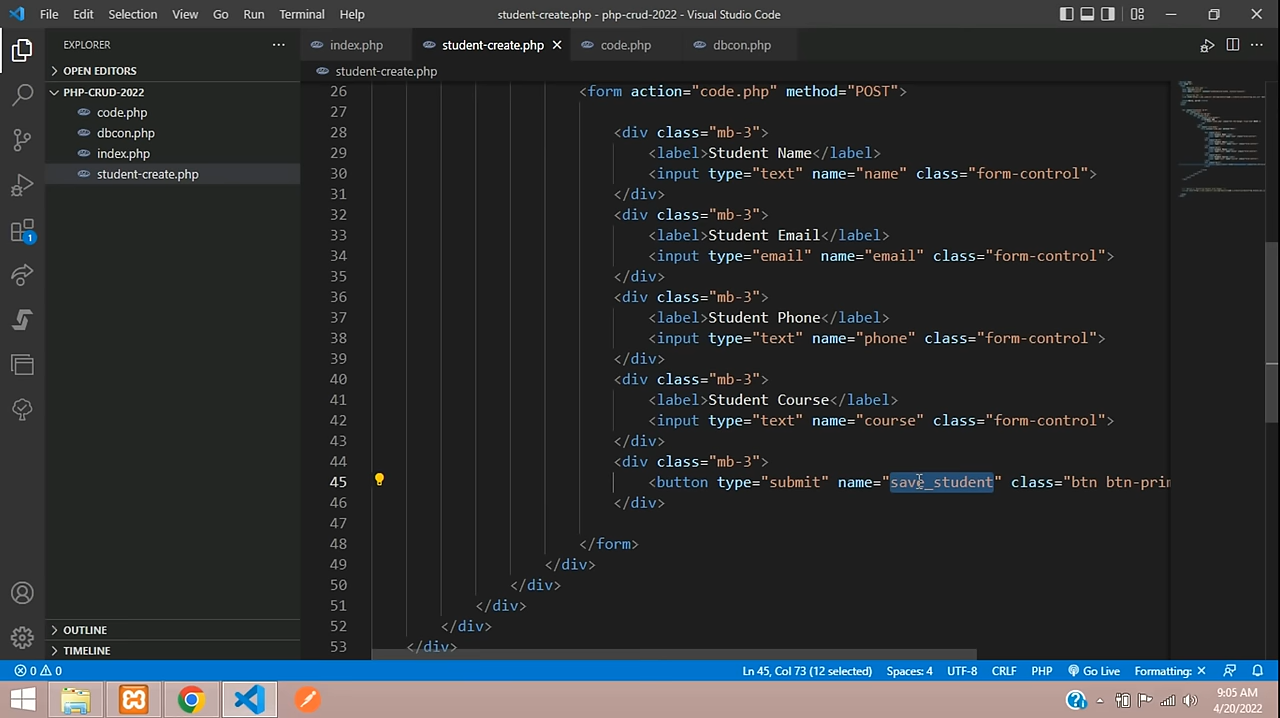 File Edit Selection View Go Run Terminal Help
student-create.php - php-crud-2022 - Visual Studio Code
EXPLORER
OPEN EDITORS
PHP-CRUD-2022
code.php
dbcon.php
index.php
student-create.php
OUTLINE
TIMELINE
1
index.php student-create.php code.php dbcon.php
student-create.php
26 <form action="code.php" method="POST">
27
28 <div class="mb-3">
29 <label>Student Name</label>
30 <input type="text" name="name" class="form-control">
31 </div>
32 <div class="mb-3">
33 <label>Student Email</label>
34 <input type="email" name="email" class="form-control">
35 </div>
36 <div class="mb-3">
37 <label>Student Phone</label>
38 <input type="text" name="phone" class="form-control">
39 </div>
40 <div class="mb-3">
41 <label>Student Course</label>
42 <input type="text" name="course" class="form-control">
43 </div>
44 <div class="mb-3">
45 <button type="submit" name="save_student" class="btn btn-prim
46 </div>
47
48 </form>
49 </div>
50 </div>
51 </div>
52 </div>
53 </div>
0 0 Ln 45, Col 73 (12 selected) Spaces: 4 UTF-8 CRLF PHP Go Live Formatting: ×
9:05 AM
4/20/2022